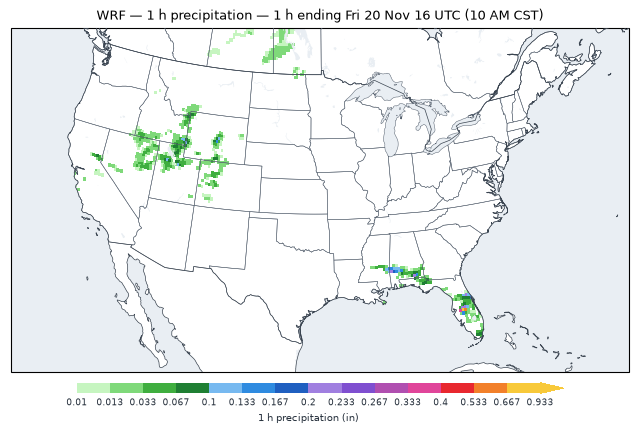 WRF — 1 h precipitation — 1 h ending Fri 20 Nov 16 UTC (10 AM CST)
0.01 0.013 0.033 0.067 0.1 0.133 0.167 0.2 0.233 0.267 0.333 0.4 0.533 0.667 0.933
1 h precipitation (in)